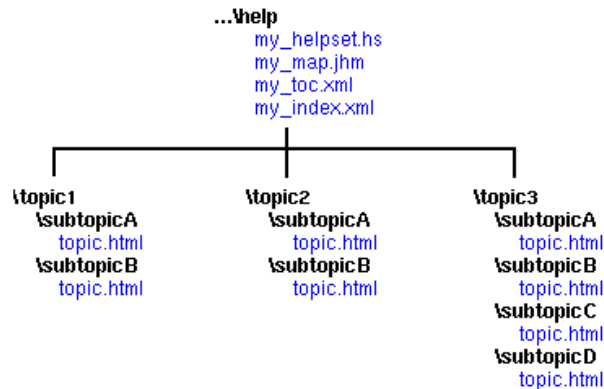 ...\help
my_helpset.hs
my_map.jhm
my_toc.xml
my_index.xml
\topic1
\subtopicA
topic.html
\subtopicB
topic.html
\topic2
\subtopicA
topic.html
\subtopicB
topic.html
\topic3
\subtopicA
topic.html
\subtopicB
topic.html
\subtopicC
topic.html
\subtopicD
topic.html